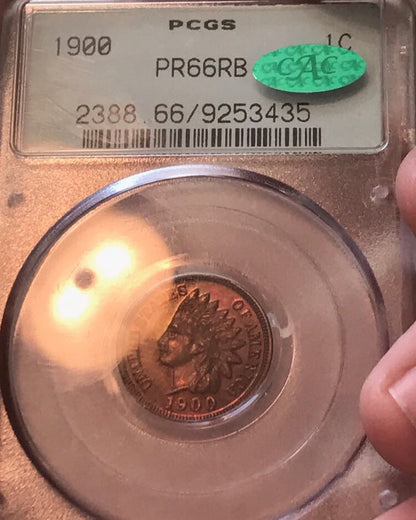 PCGS
1900 1C
PR66RB
CAC
2388.66/9253435
UNITED STATES OF AMERICA
1900